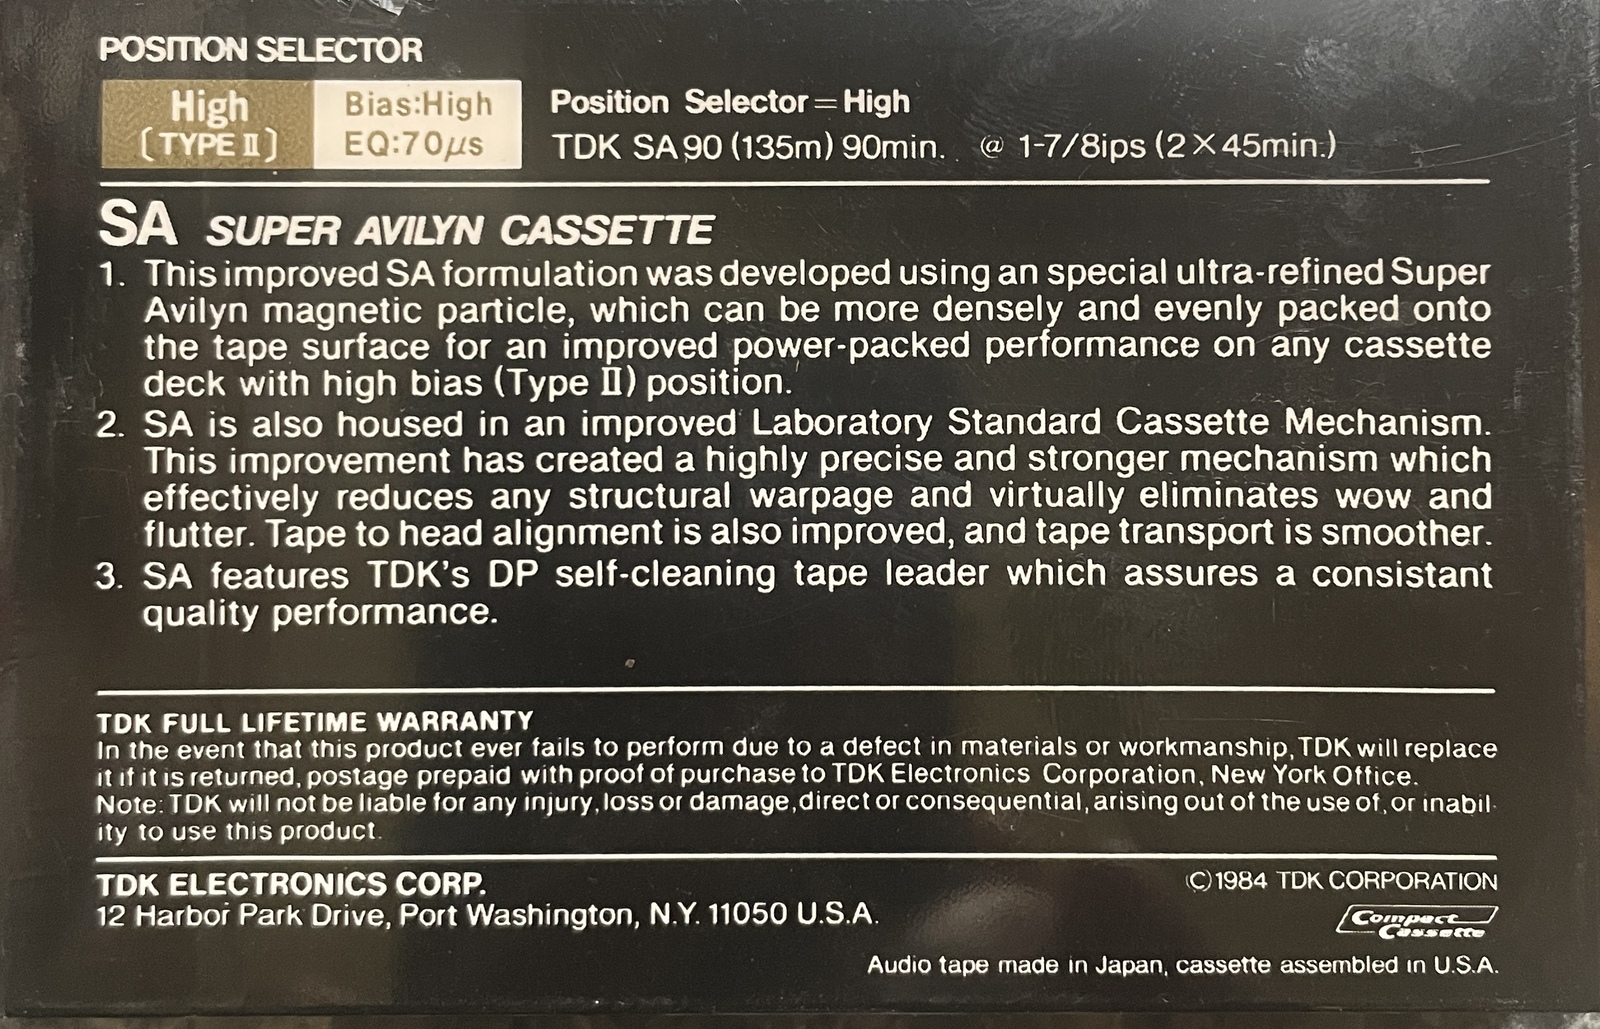 POSITION SELECTOR
High
(TYPE II)
Bias:High
EQ:70μs
Position Selector=High
TDK SA90 (135m) 90min. @ 1-7/8ips (2×45min.)
SA SUPER AVILYN CASSETTE
1. This improved SA formulation was developed using an special ultra-refined Super
Avilyn magnetic particle, which can be more densely and evenly packed onto
the tape surface for an improved power-packed performance on any cassette
deck with high bias (Type II) position.
2. SA is also housed in an improved Laboratory Standard Cassette Mechanism.
This improvement has created a highly precise and stronger mechanism which
effectively reduces any structural warpage and virtually eliminates wow and
flutter. Tape to head alignment is also improved, and tape transport is smoother.
3. SA features TDK's DP self-cleaning tape leader which assures a consistant
quality performance.
TDK FULL LIFETIME WARRANTY
In the event that this product ever fails to perform due to a defect in materials or workmanship, TDK will replace
it if it is returned, postage prepaid with proof of purchase to TDK Electronics Corporation, New York Office.
Note: TDK will not be liable for any injury, loss or damage, direct or consequential, arising out of the use of, or inabil-
ity to use this product.
TDK ELECTRONICS CORP.
12 Harbor Park Drive, Port Washington, N.Y. 11050 U.S.A.
©1984 TDK CORPORATION
Compact
Cassette
Audio tape made in Japan, cassette assembled in U.S.A.